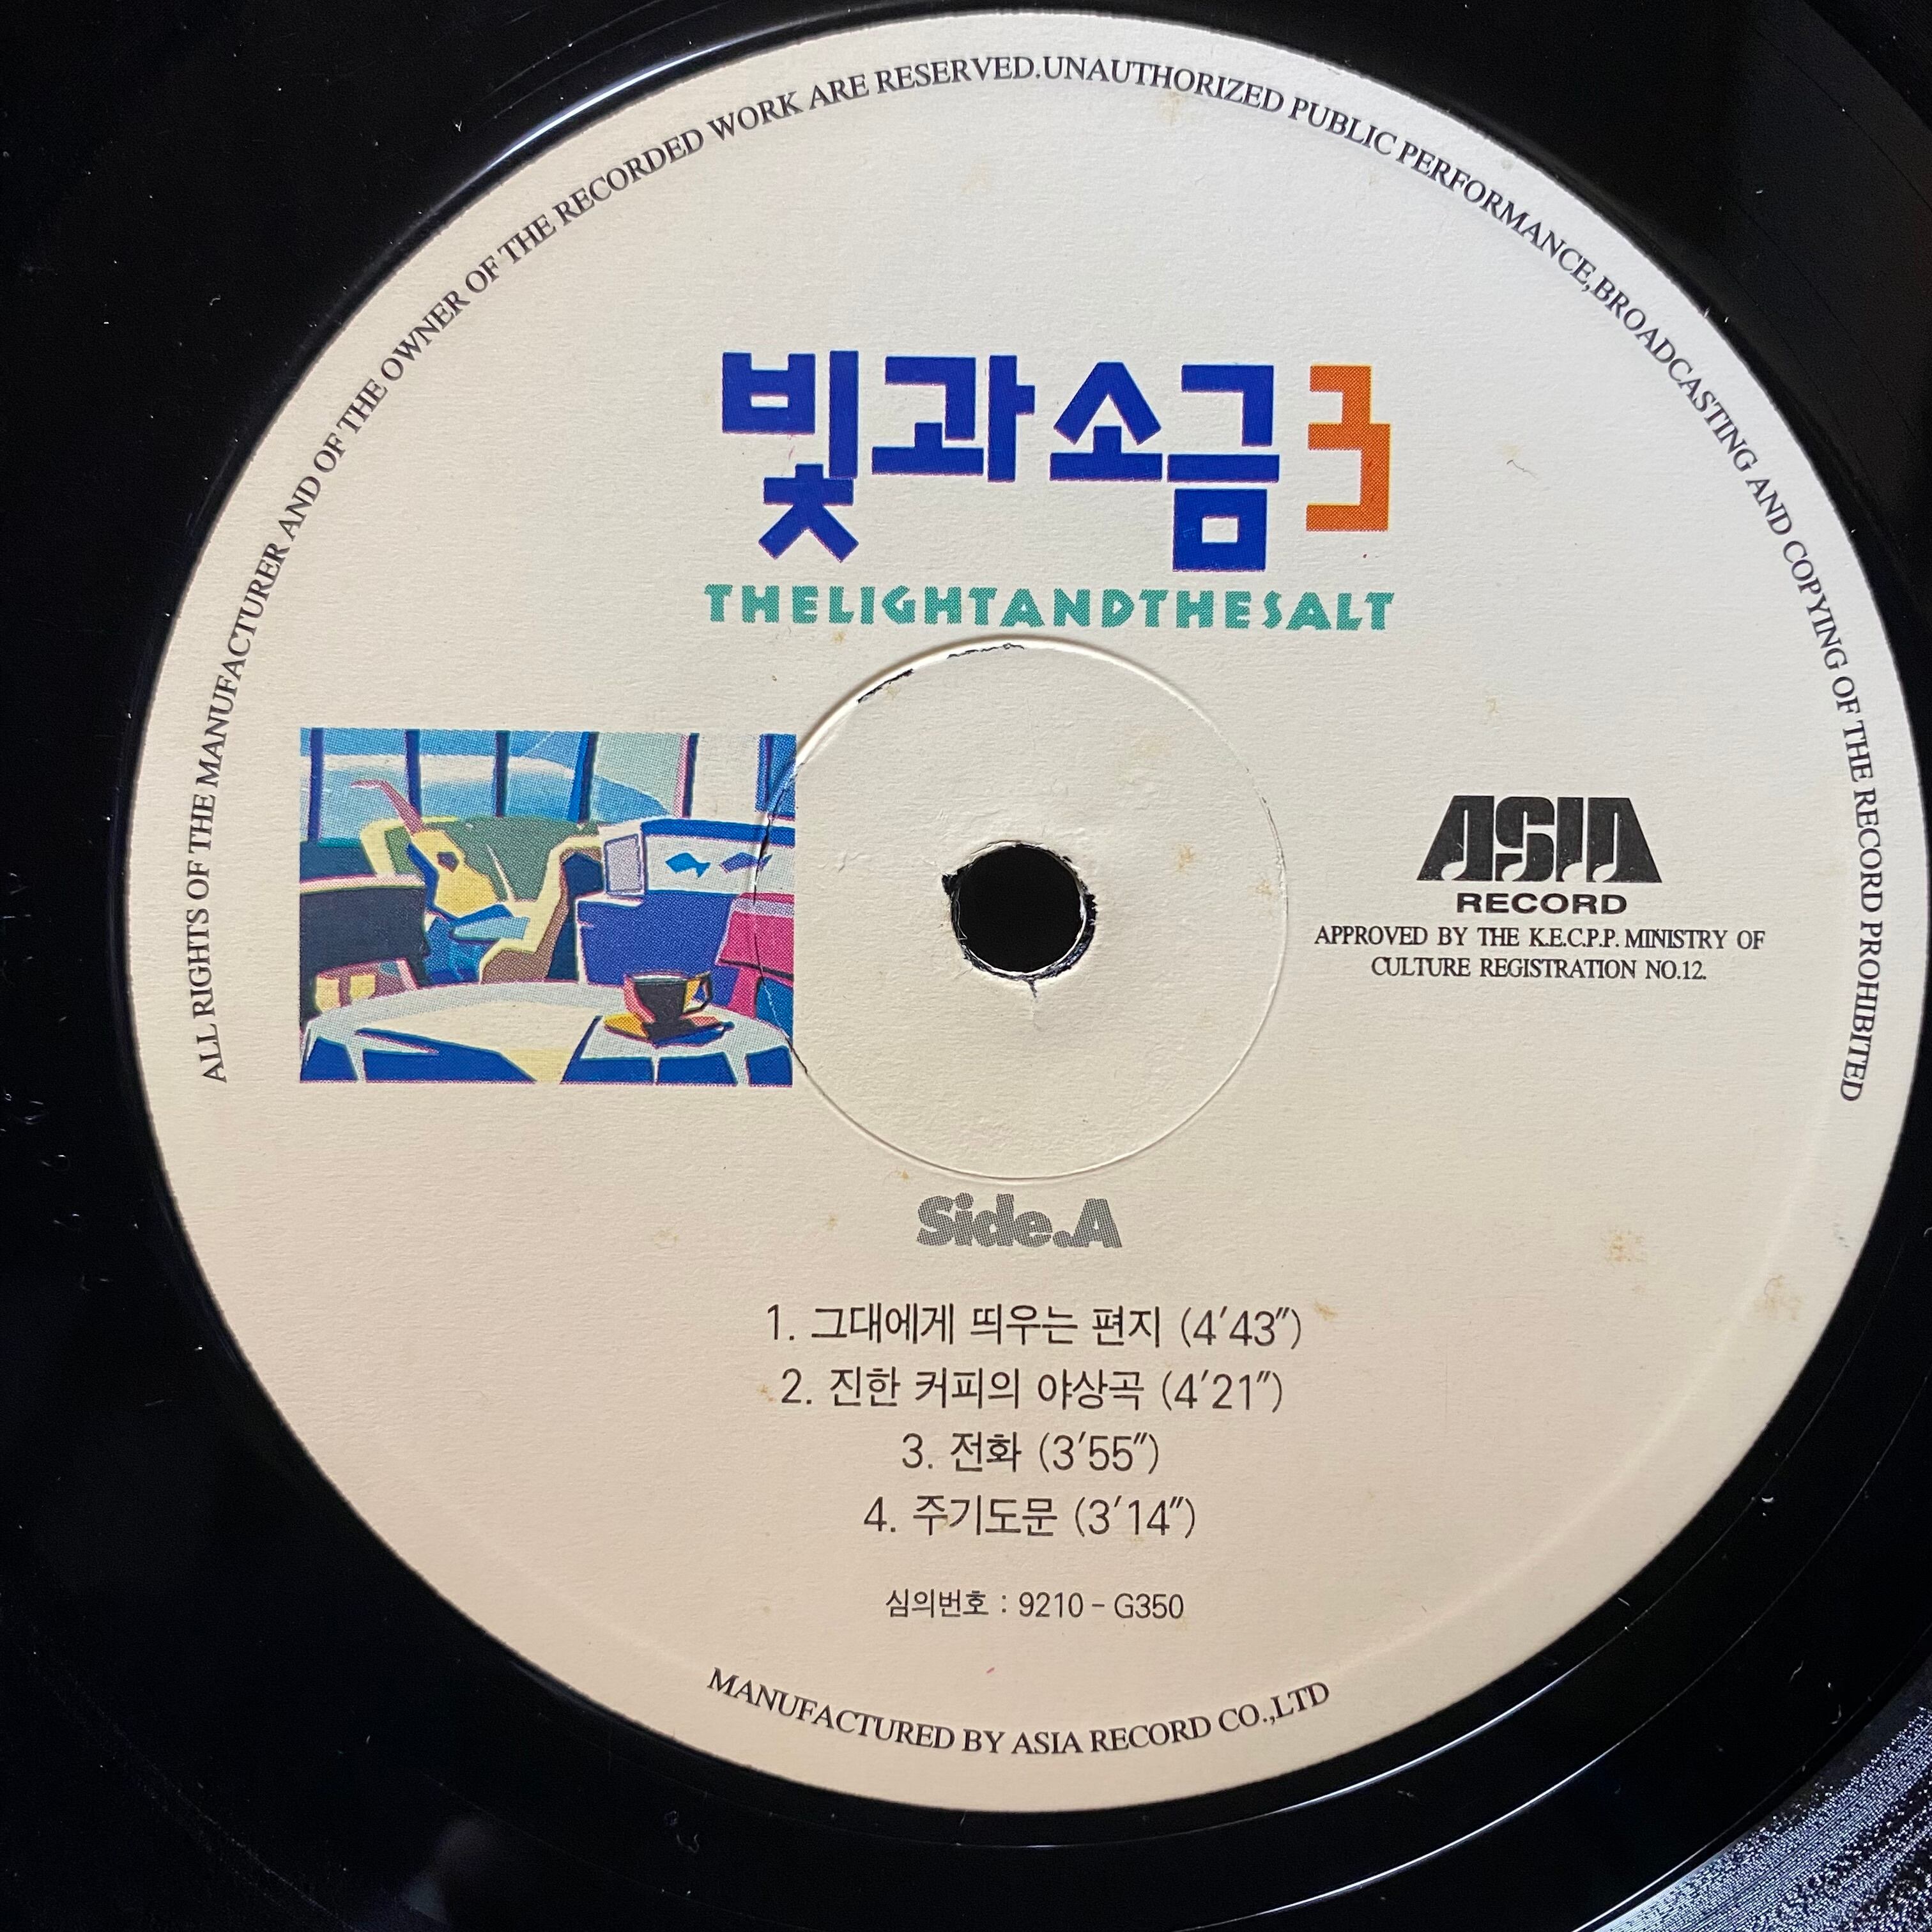 ALL RIGHTS OF THE MANUFACTURER AND OF THE OWNER OF THE RECORDED WORK ARE RESERVED.UNAUTHORIZED PUBLIC PERFORMANCE,BROADCASTING AND COPYING OF THE RECORD PROHIBITED
빛과 소금 3
THELIGHTANDTHESALT
ASIA
RECORD
APPROVED BY THE K.E.C.P.P. MINISTRY OF
CULTURE REGISTRATION NO.12.
Side.A
1. 그대에게 띄우는 편지 (4′43″)
2. 진한 커피의 야상곡 (4′21″)
3. 전화 (3′55″)
4. 주기도문 (3′14″)
심의번호 : 9210 - G350
MANUFACTURED BY ASIA RECORD CO.,LTD